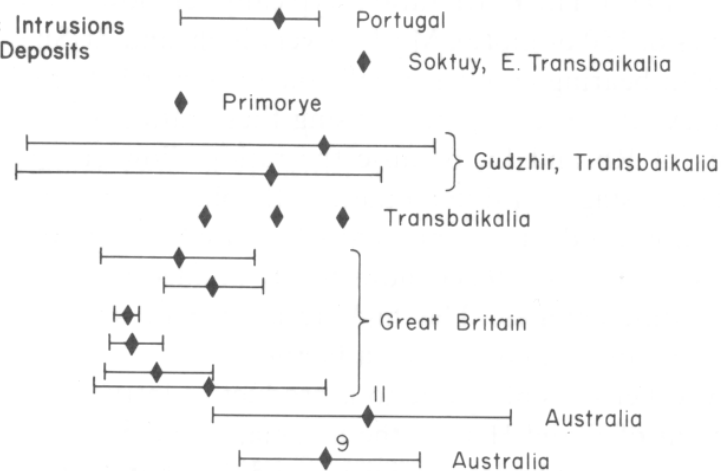 Intrusions
Deposits
Portugal
Soktuy, E. Transbaikalia
Primorye
Gudzhir, Transbaikalia
Transbaikalia
Great Britain
11
Australia
9
Australia